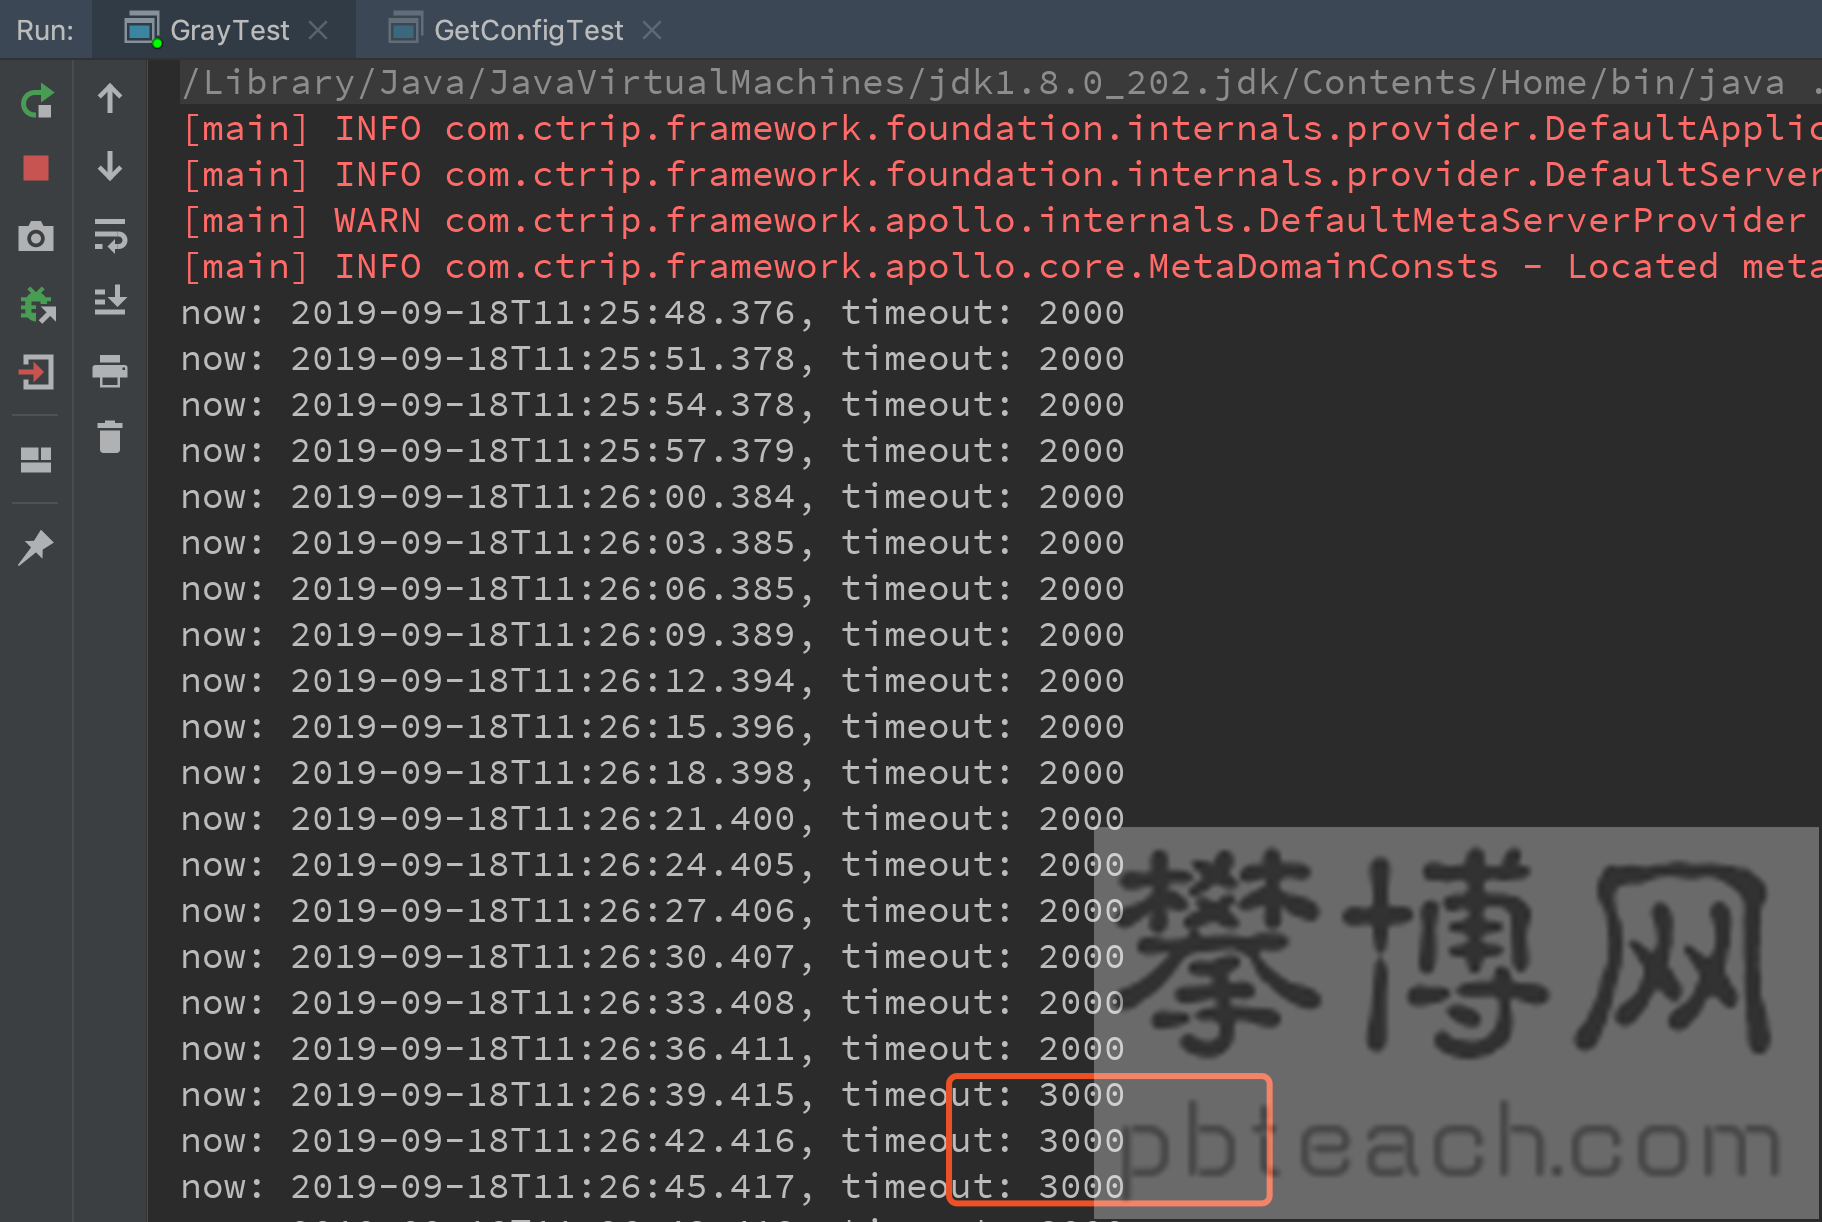 Run: GrayTest GetConfigTest
/Library/Java/JavaVirtualMachines/jdk1.8.0_202.jdk/Contents/Home/bin/java .
[main] INFO com.ctrip.framework.foundation.internals.provider.DefaultApplic
[main] INFO com.ctrip.framework.foundation.internals.provider.DefaultServer
[main] WARN com.ctrip.framework.apollo.internals.DefaultMetaServerProvider
[main] INFO com.ctrip.framework.apollo.core.MetaDomainConsts - Located meta
now: 2019-09-18T11:25:48.376, timeout: 2000
now: 2019-09-18T11:25:51.378, timeout: 2000
now: 2019-09-18T11:25:54.378, timeout: 2000
now: 2019-09-18T11:25:57.379, timeout: 2000
now: 2019-09-18T11:26:00.384, timeout: 2000
now: 2019-09-18T11:26:03.385, timeout: 2000
now: 2019-09-18T11:26:06.385, timeout: 2000
now: 2019-09-18T11:26:09.389, timeout: 2000
now: 2019-09-18T11:26:12.394, timeout: 2000
now: 2019-09-18T11:26:15.396, timeout: 2000
now: 2019-09-18T11:26:18.398, timeout: 2000
now: 2019-09-18T11:26:21.400, timeout: 2000
now: 2019-09-18T11:26:24.405, timeout: 2000
now: 2019-09-18T11:26:27.406, timeout: 2000
now: 2019-09-18T11:26:30.407, timeout: 2000
now: 2019-09-18T11:26:33.408, timeout: 2000
now: 2019-09-18T11:26:36.411, timeout: 2000
now: 2019-09-18T11:26:39.415, timeout: 3000
now: 2019-09-18T11:26:42.416, timeout: 3000
now: 2019-09-18T11:26:45.417, timeout: 3000
攀博网
pbteach.com